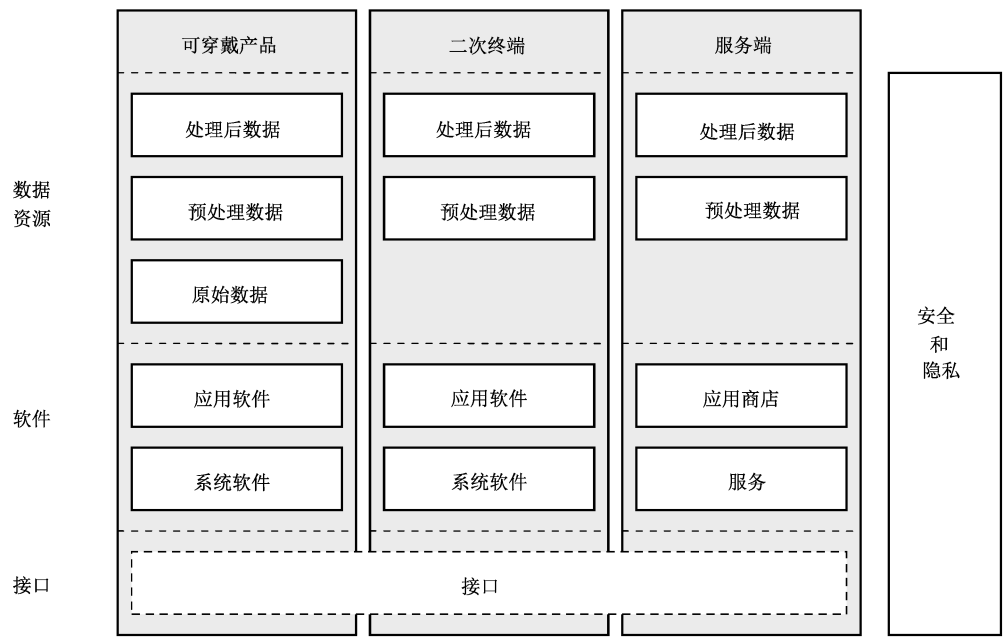 可穿戴产品
二次终端
服务端
数据
资源
处理后数据
处理后数据
处理后数据
预处理数据
预处理数据
预处理数据
原始数据
安全
和
隐私
软件
应用软件
应用软件
应用商店
系统软件
系统软件
服务
接口
接口